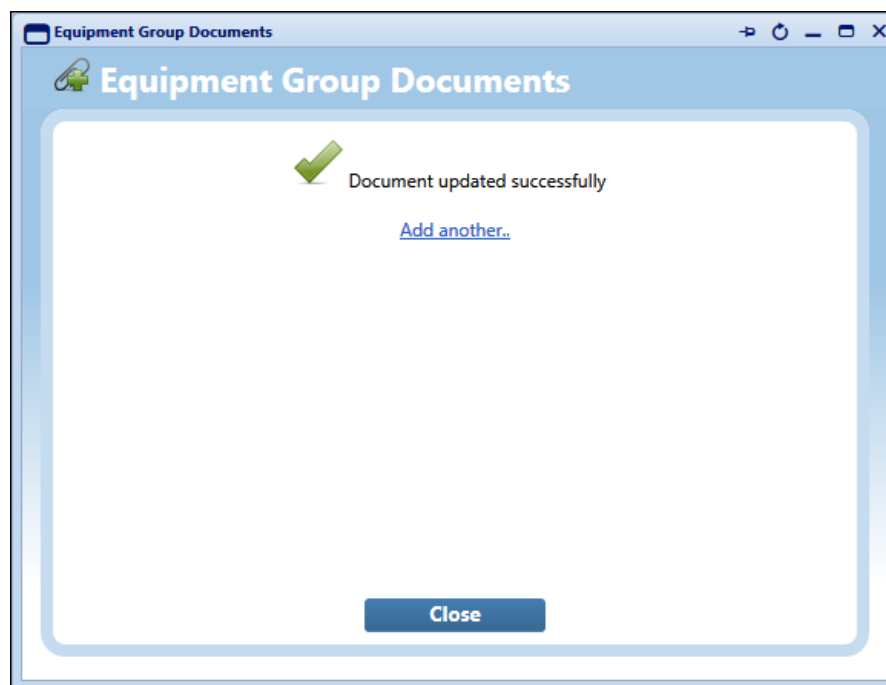 Equipment Group Documents
Equipment Group Documents
Document updated successfully
Add another..
Close